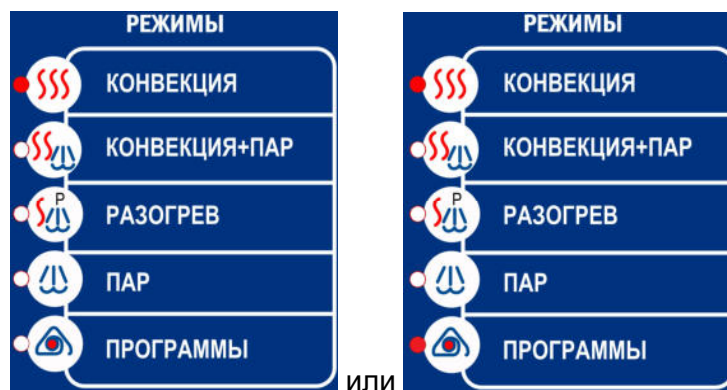 РЕЖИМЫ
КОНВЕКЦИЯ
КОНВЕКЦИЯ+ПАР
P
РАЗОГРЕВ
ПАР
ПРОГРАММЫ
или
РЕЖИМЫ
КОНВЕКЦИЯ
КОНВЕКЦИЯ+ПАР
P
РАЗОГРЕВ
ПАР
ПРОГРАММЫ